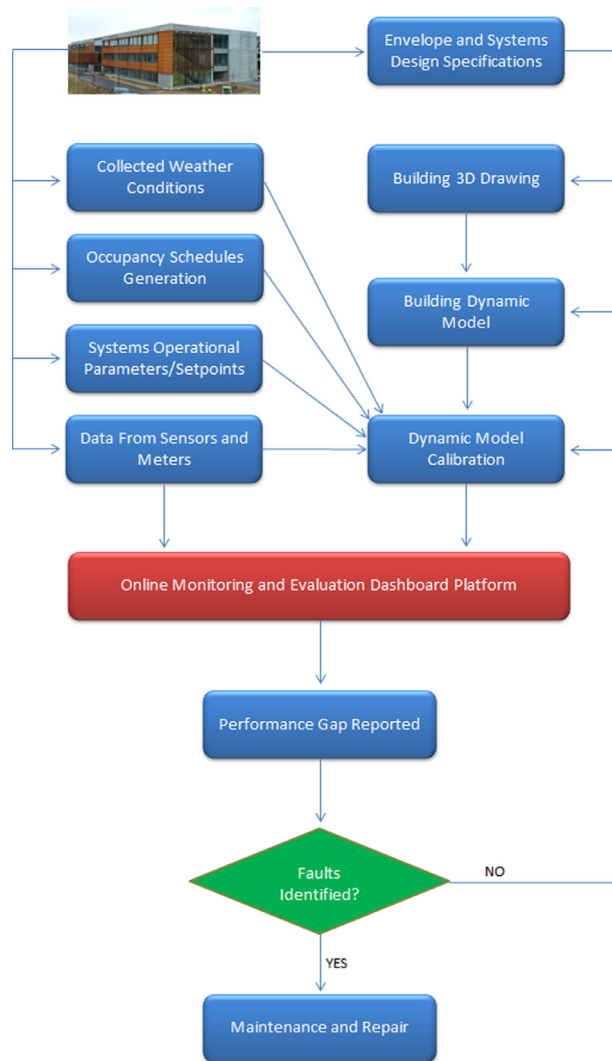 Envelope and Systems
Design Specifications
Collected Weather
Conditions
Building 3D Drawing
Occupancy Schedules
Generation
Building Dynamic
Model
Systems Operational
Parameters/Setpoints
Data From Sensors and
Meters
Dynamic Model
Calibration
Online Monitoring and Evaluation Dashboard Platform
Performance Gap Reported
Faults
Identified?
NO
YES
Maintenance and Repair